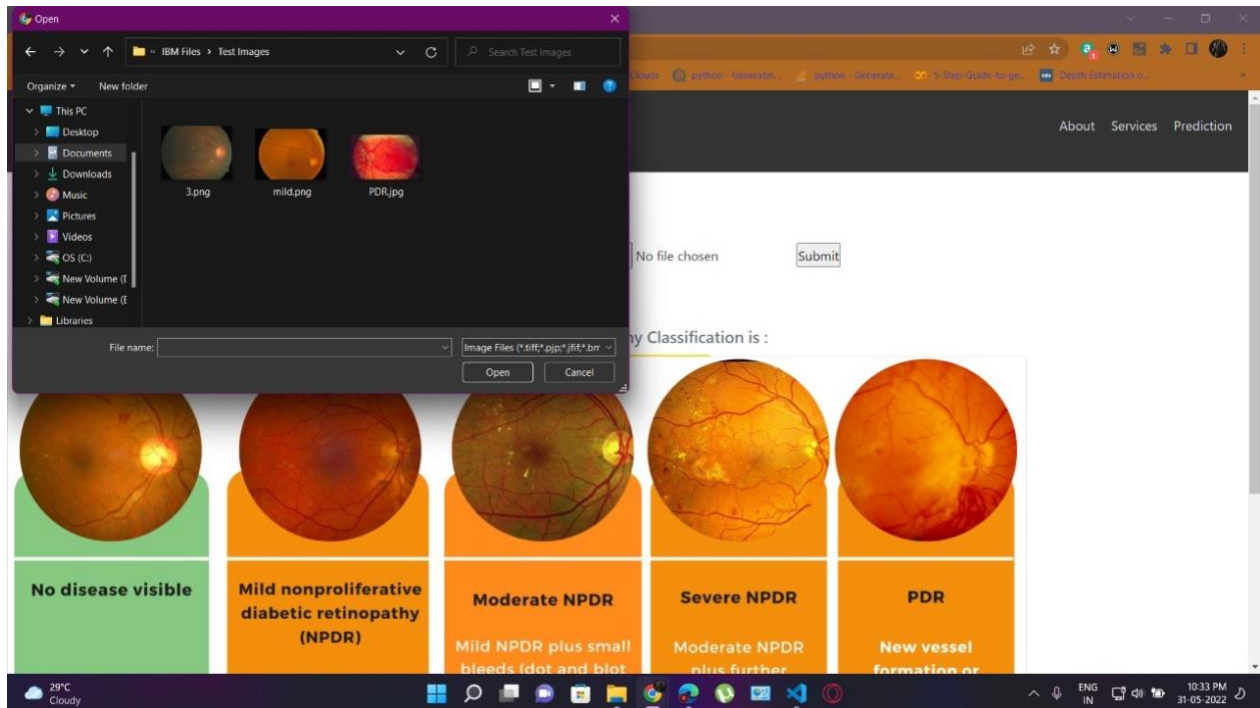 Open
IBM Files > Test Images
Search Test Images
Organize
New folder
This PC
Desktop
Documents
Downloads
Music
Pictures
Videos
OS (C:)
New Volume (
New Volume (
Libraries
3.png
mild.png
PDR.jpg
File name:
Image Files (*.tiff;*.pjp;*.jfif;*.bm
Open
Cancel
Clouds
python - Generatin...
python - Generate...
5-Step-Guide-to-ge...
Depth Estimation o...
About Services Prediction
No file chosen
Submit
y Classification is :
No disease visible
Mild nonproliferative
diabetic retinopathy
(NPDR)
Moderate NPDR
Mild NPDR plus small
bleeds (dot and blot
Severe NPDR
Moderate NPDR
plus further
PDR
New vessel
formation or
29°C
Cloudy
ENG
IN
10:33 PM
31-05-2022